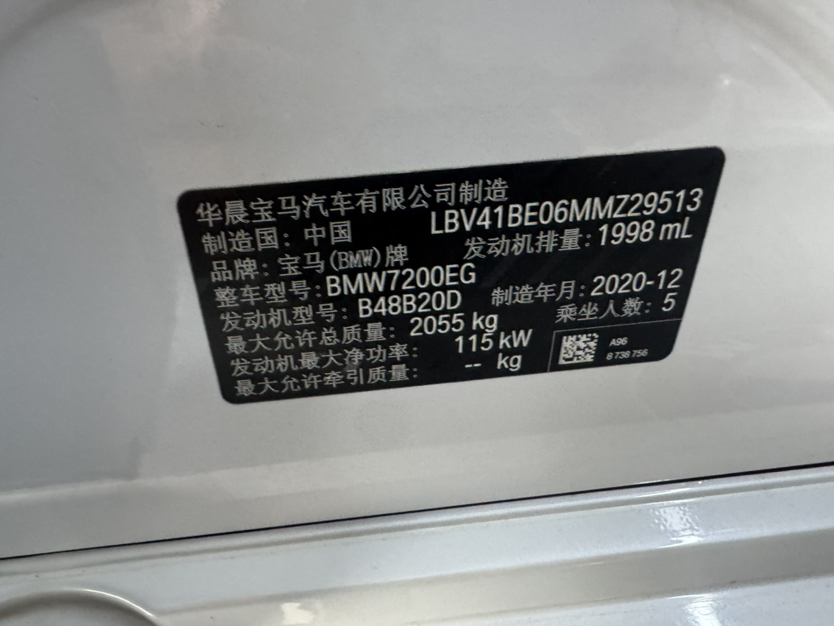 华晨宝马汽车有限公司制造
制造国: 中国 LBV41BE06MMZ29513
品牌: 宝马(BMW)牌 发动机排量: 1998 mL
整车型号: BMW7200EG
发动机型号: B48B20D 制造年月: 2020-12
最大允许总质量: 2055 kg 乘坐人数: 5
发动机最大净功率: 115 kW
最大允许牵引质量: -- kg
A96
8 738 756